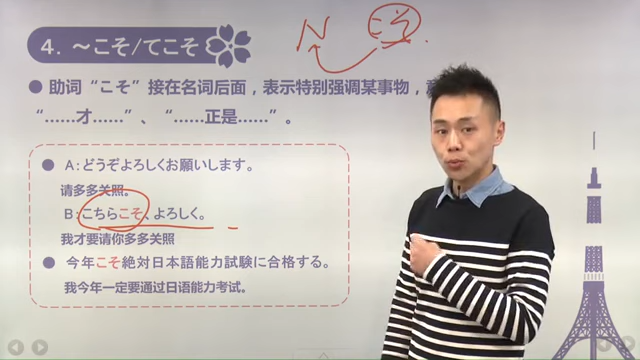 N こそ
4. ～こそ/てこそ
● 助词“こそ”接在名词后面，表示特别强调某事物，
“……才……”、“……正是……”。
● A：どうぞよろしくお願いします。
请多多关照。
B：こちらこそ、よろしく。
我才要请你多多关照
● 今年こそ絶対日本語能力試験に合格する。
我今年一定要通过日语能力考试。